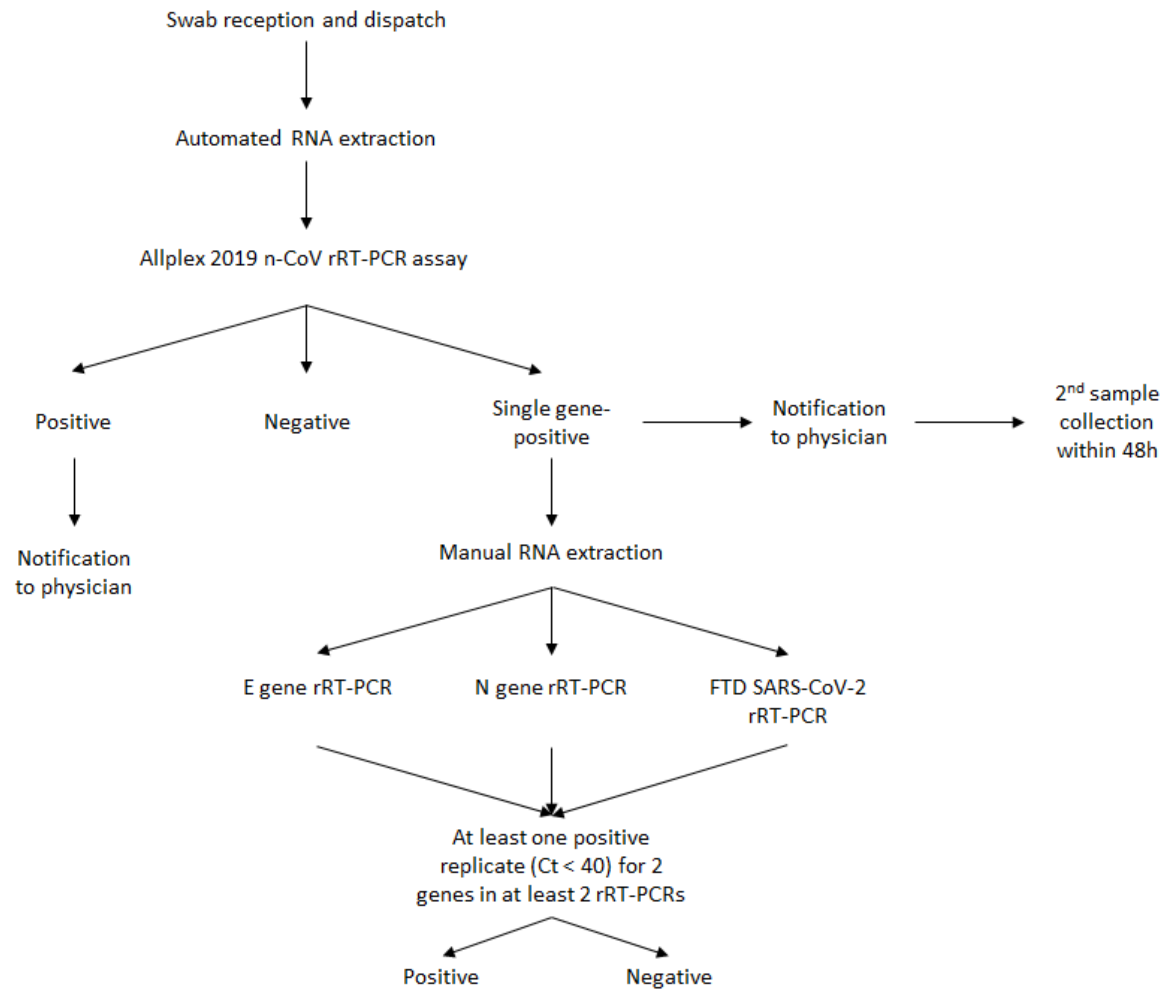 Swab reception and dispatch
Automated RNA extraction
Allplex 2019 n-CoV rRT-PCR assay
Positive
Negative
Single gene-
positive
Notification
to physician
2nd sample
collection
within 48h
Notification
to physician
Manual RNA extraction
E gene rRT-PCR
N gene rRT-PCR
FTD SARS-CoV-2
rRT-PCR
At least one positive
replicate (Ct < 40) for 2
genes in at least 2 rRT-PCRs
Positive
Negative